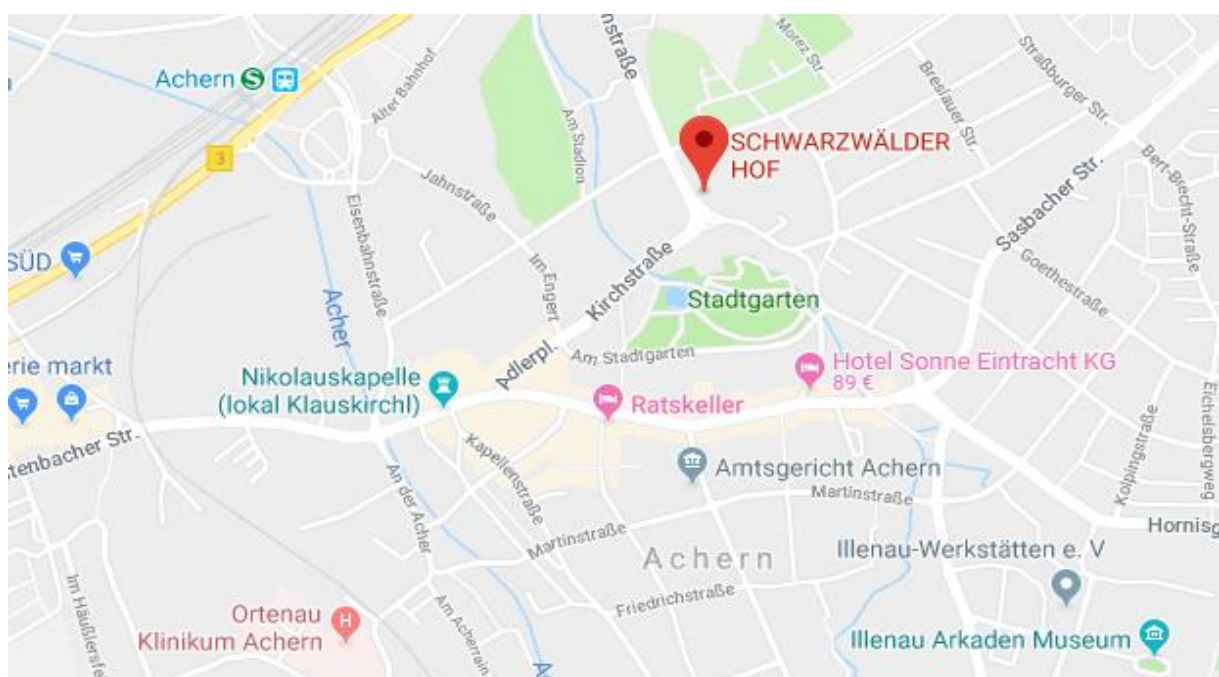 nstraße
Morez Str.
Straßburger Str.
Achern S
Alter Bahnhof
Breslauer Str.
Am Stadion
SCHWARZWÄLDER
HOF
3
Jahnstraße
Sasbacher Str.
Bert-Brecht-Straße
Eisenbahnstraße
SÜD
Im Engert
Kirchstraße
Goethestraße
Acher
Stadtgarten
erie markt
Adlerpl.
Am Stadtgarten
Hotel Sonne Eintracht KG
89 €
Nikolauskapelle
(lokal Klauskirchl)
Ratskeller
Eichelsbergweg
tenbacher Str.
Kapellenstraße
Amtsgericht Achern
Kolpingstraße
An der Acher
Martinstraße
Martinstraße
Hornisg
Achern
Illenau-Werkstätten e. V
Im Häußlersfe
Friedrichstraße
Ortenau
Klinikum Achern
H
Am Acherrain
Illenau Arkaden Museum
A